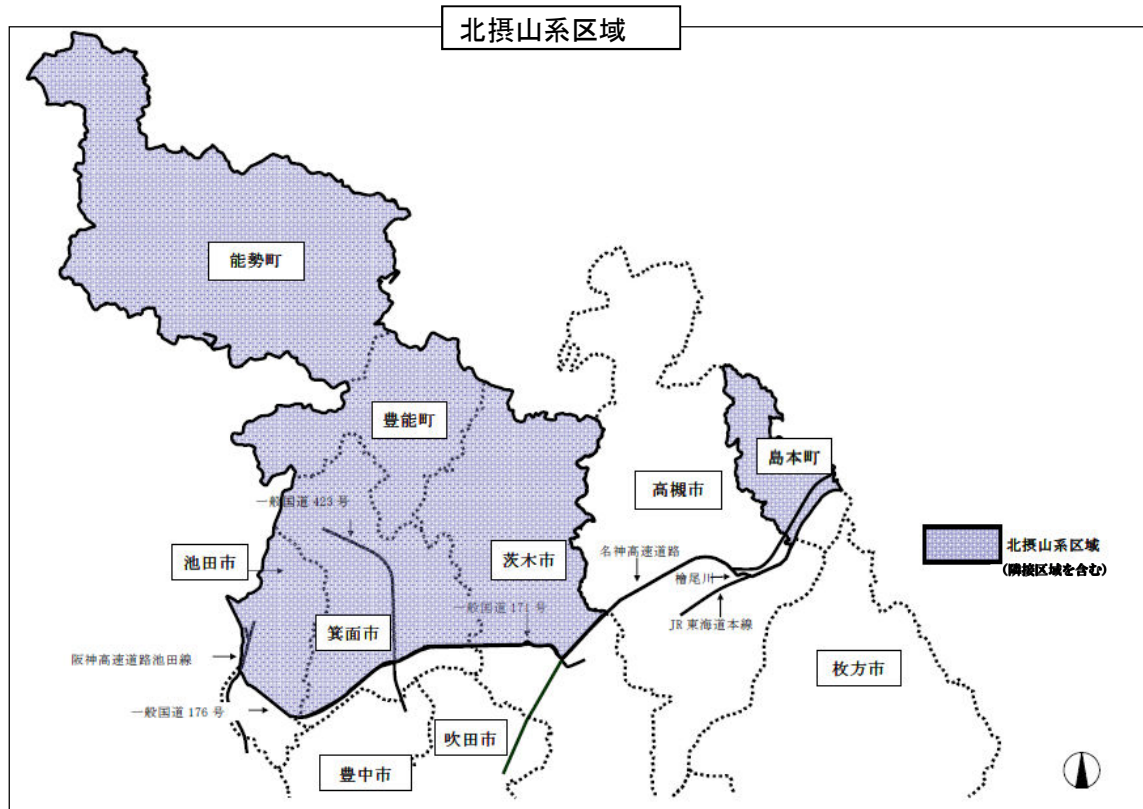 北摂山系区域
能勢町
豊能町
島本町
高槻市
一般国道 423 号
池田市
茨木市
名神高速道路
檜尾川
北摂山系区域
(隣接区域を含む)
一般国道 171 号
箕面市
JR 東海道本線
阪神高速道路池田線
枚方市
一般国道 176 号
吹田市
豊中市